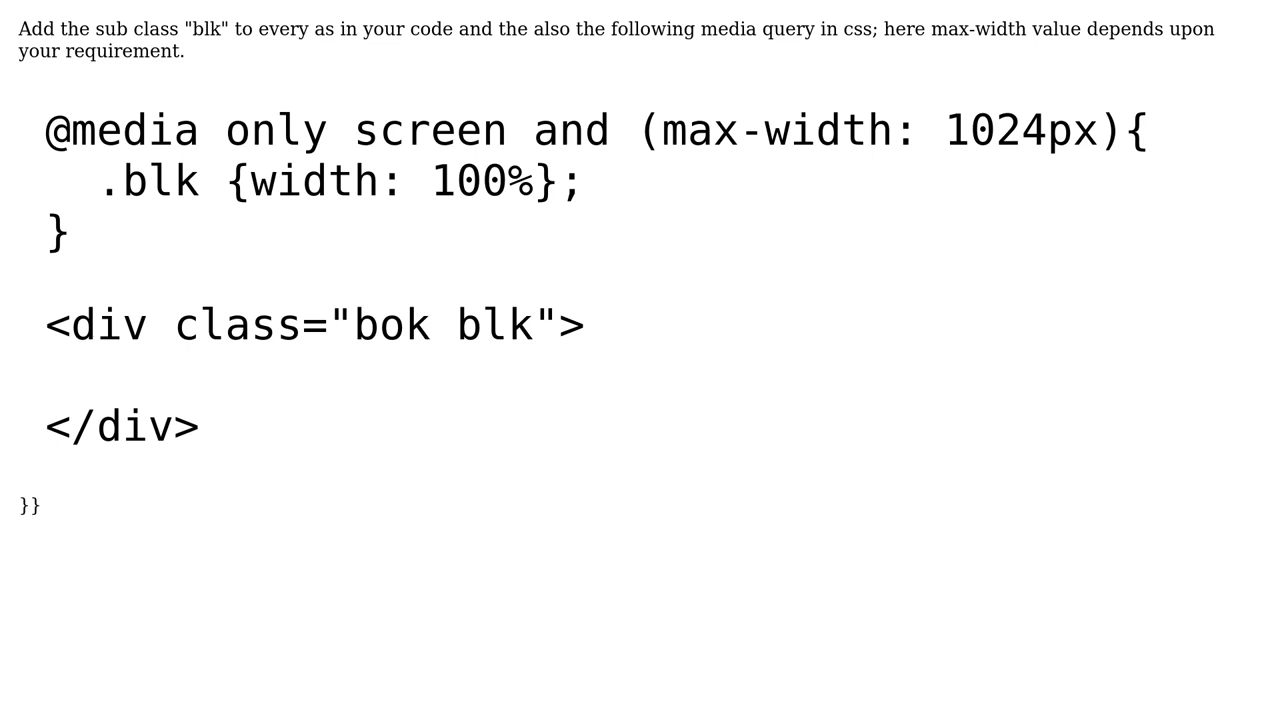 Add the sub class "blk" to every as in your code and the also the following media query in css; here max-width value depends upon
your requirement.
@media only screen and (max-width: 1024px){
  .blk {width: 100%};
}
<div class="bok blk">
</div>
}}